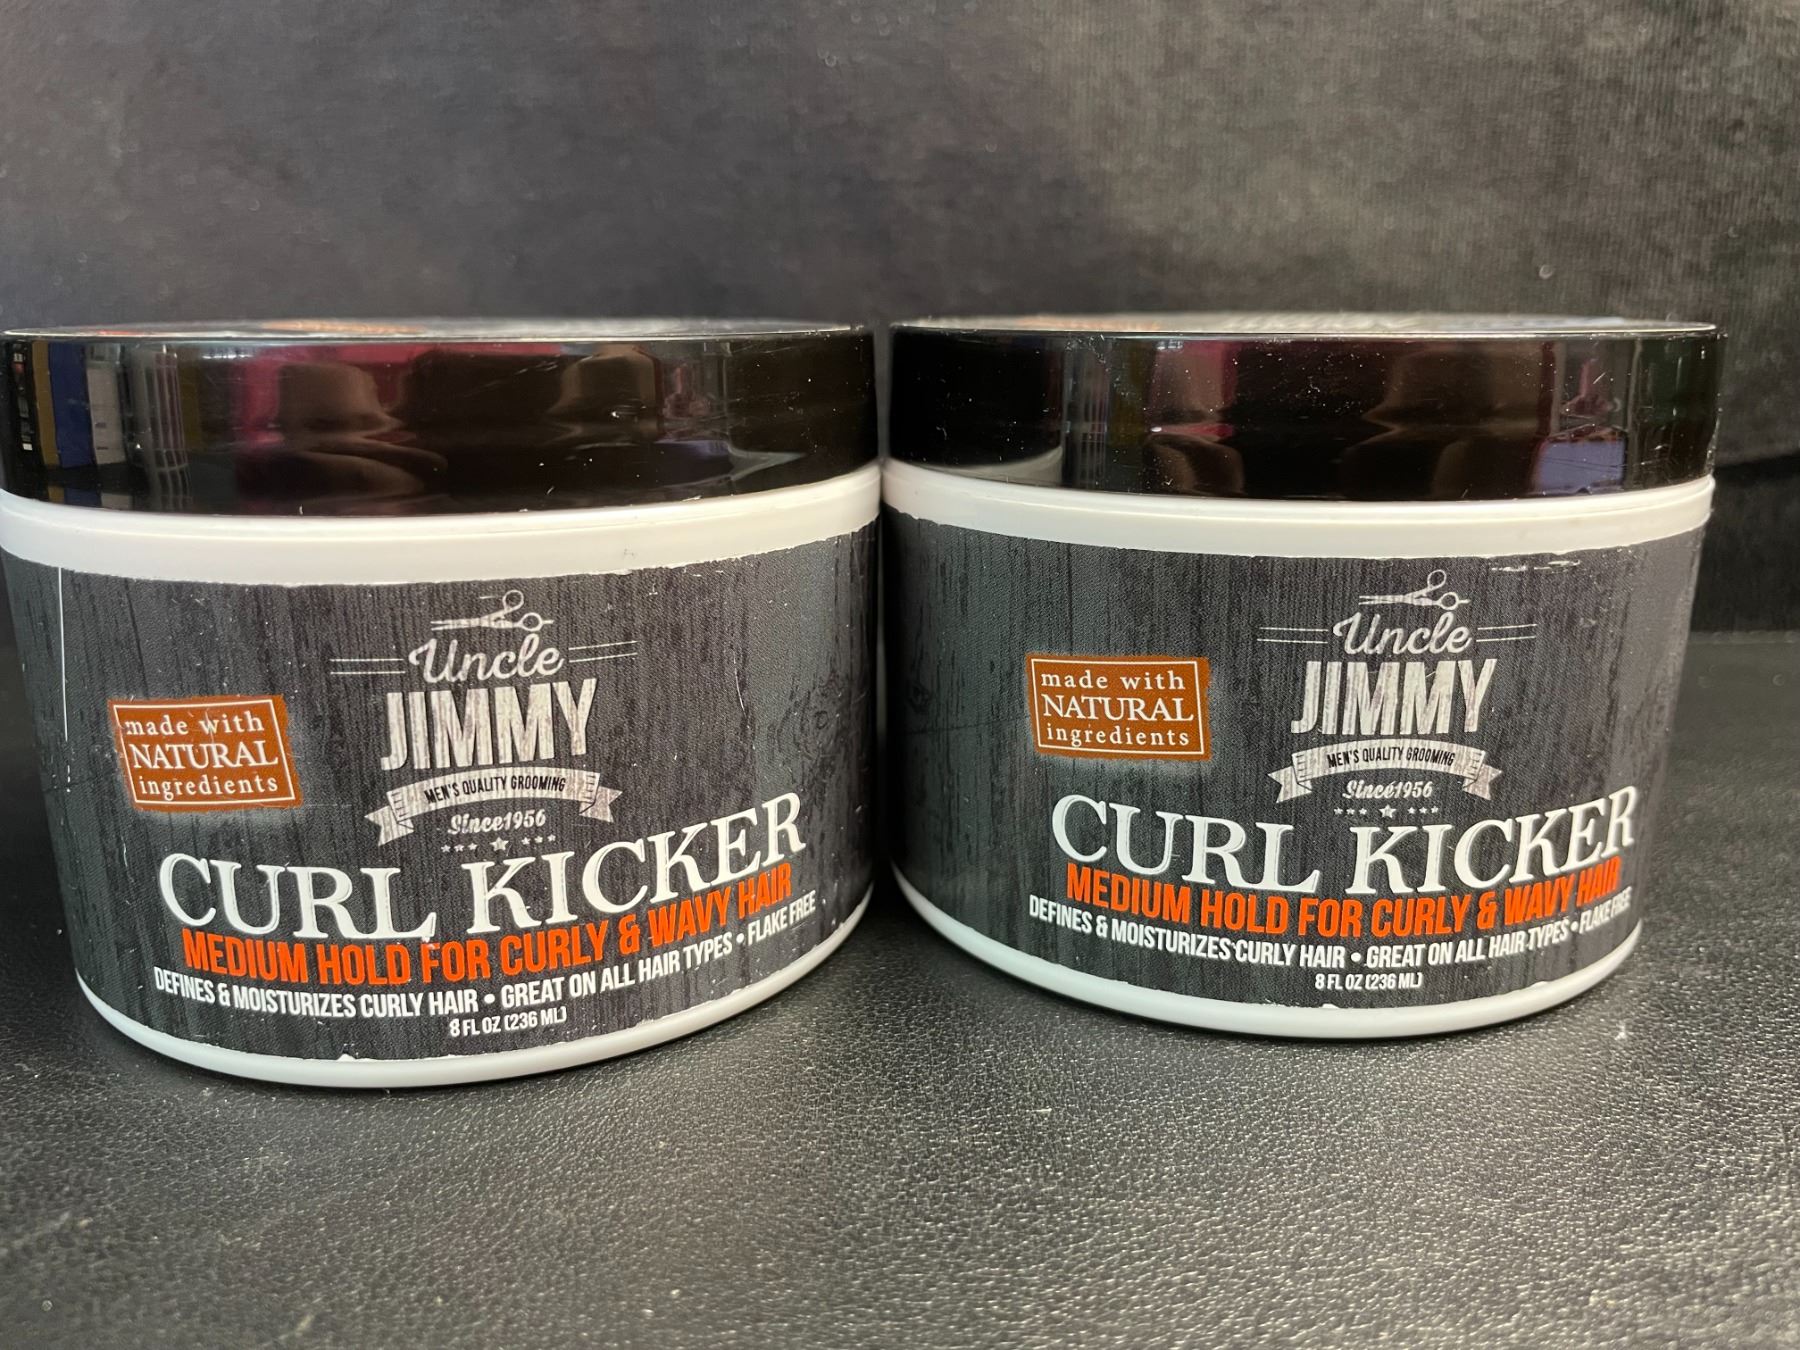 Uncle
JIMMY
MEN'S QUALITY GROOMING
Since1956
made with
NATURAL
ingredients
CURL KICKER
MEDIUM HOLD FOR CURLY & WAVY HAIR
DEFINES & MOISTURIZES CURLY HAIR • GREAT ON ALL HAIR TYPES • FLAKE FREE
8 FL OZ (236 ML)
Uncle
JIMMY
MEN'S QUALITY GROOMING
Since1956
made with
NATURAL
ingredients
CURL KICKER
MEDIUM HOLD FOR CURLY & WAVY HAIR
DEFINES & MOISTURIZES CURLY HAIR • GREAT ON ALL HAIR TYPES • FLAKE FREE
8 FL OZ (236 ML)